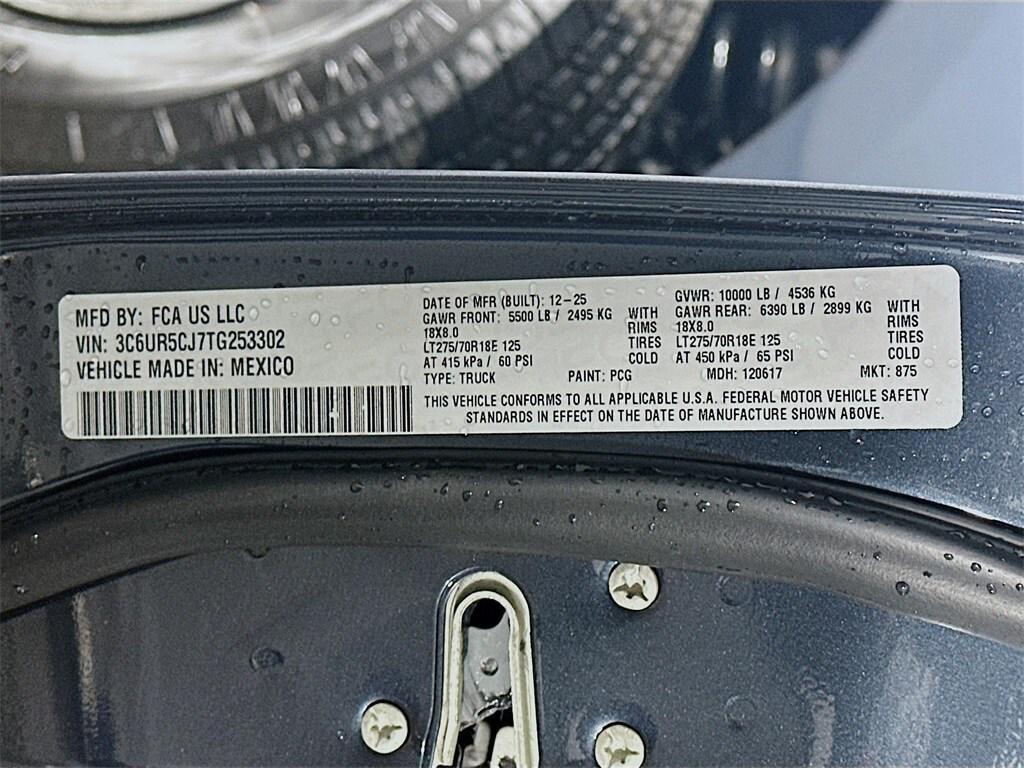 MFD BY: FCA US LLC
VIN: 3C6UR5CJ7TG253302
VEHICLE MADE IN: MEXICO
DATE OF MFR (BUILT): 12-25
GAWR FRONT: 5500 LB / 2495 KG WITH
18X8.0 RIMS
LT275/70R18E 125 TIRES
AT 415 kPa / 60 PSI COLD
GVWR: 10000 LB / 4536 KG
GAWR REAR: 6390 LB / 2899 KG WITH
18X8.0 RIMS
LT275/70R18E 125 TIRES
AT 450 kPa / 65 PSI COLD
TYPE: TRUCK PAINT: PCG MDH: 120617 MKT: 875
THIS VEHICLE CONFORMS TO ALL APPLICABLE U.S.A. FEDERAL MOTOR VEHICLE SAFETY
STANDARDS IN EFFECT ON THE DATE OF MANUFACTURE SHOWN ABOVE.